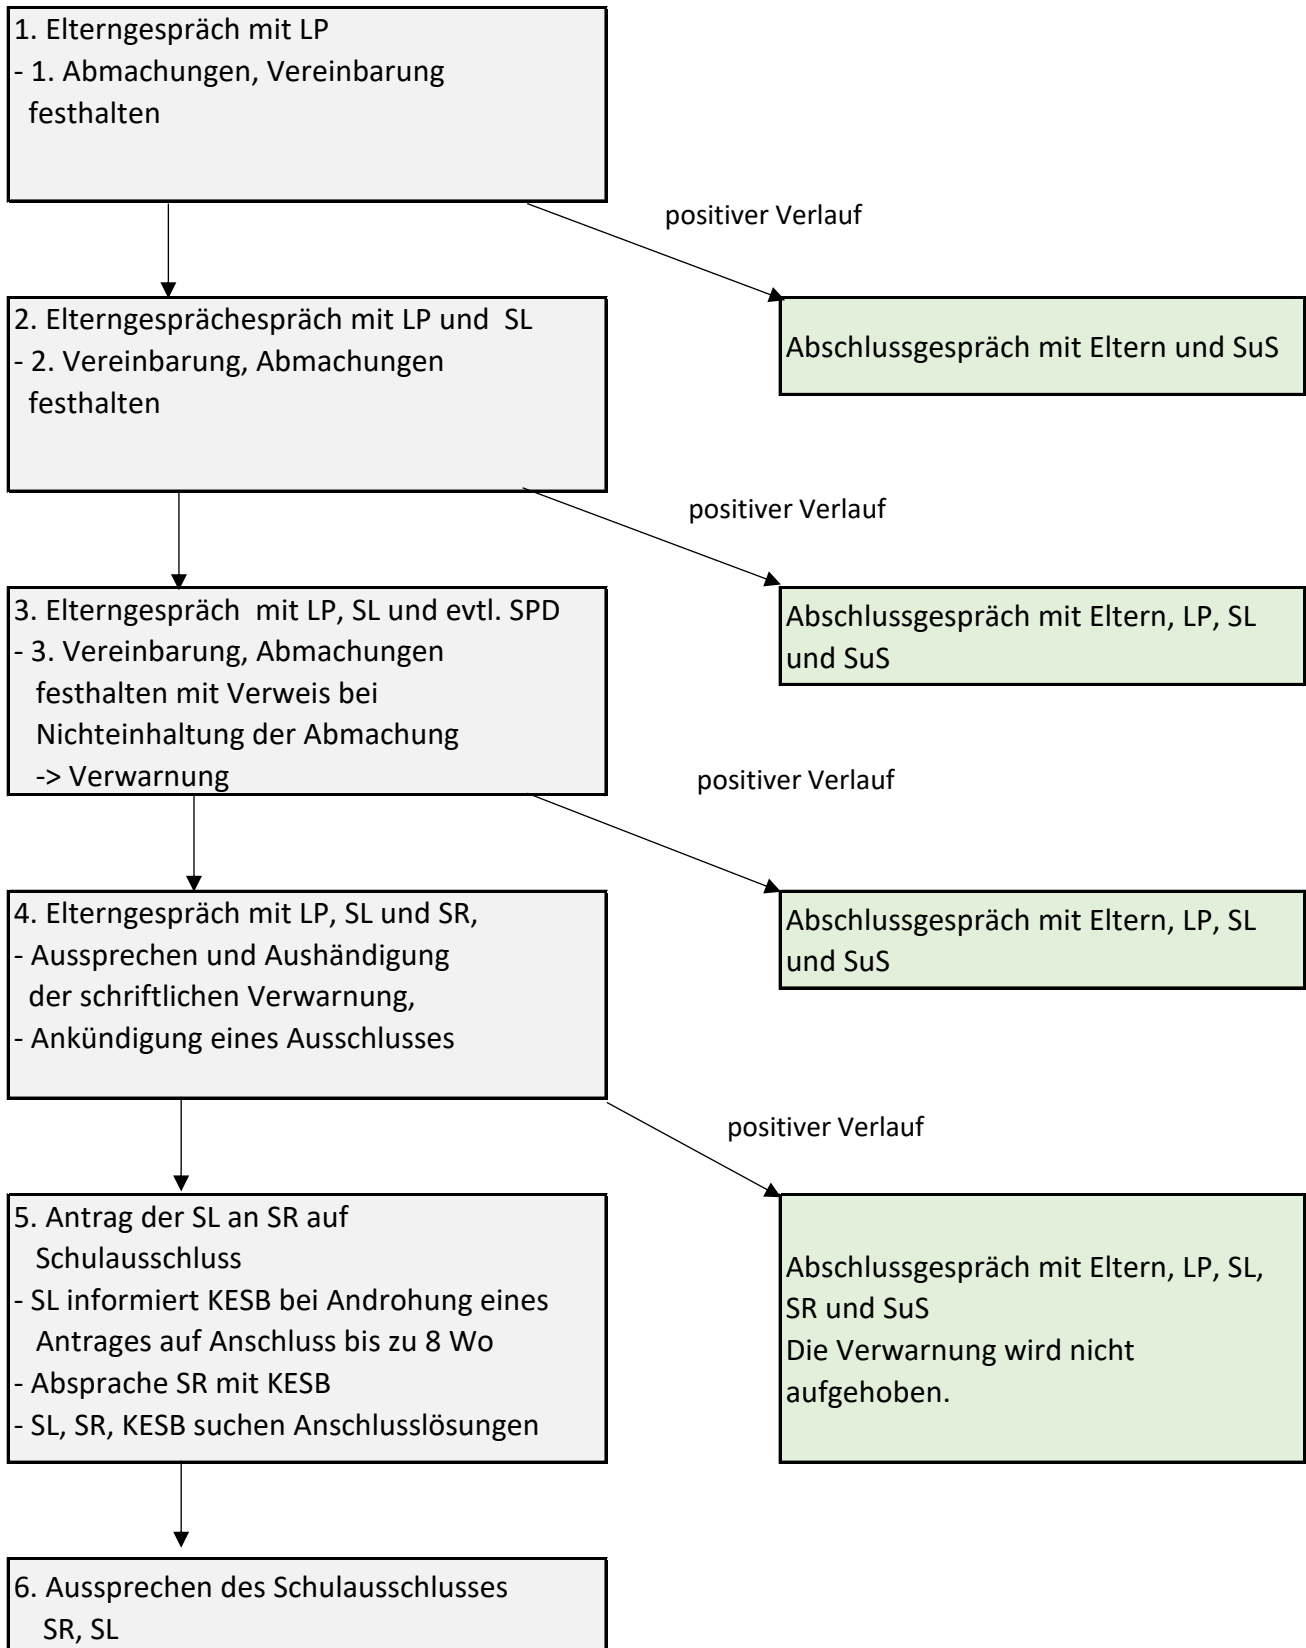 1. Elterngespräch mit LP
- 1. Abmachungen, Vereinbarung
festhalten
positiver Verlauf
2. Elterngesprächespräch mit LP und  SL
- 2. Vereinbarung, Abmachungen
festhalten
Abschlussgespräch mit Eltern und SuS
positiver Verlauf
3. Elterngespräch  mit LP, SL und evtl. SPD
- 3. Vereinbarung, Abmachungen
festhalten mit Verweis bei
Nichteinhaltung der Abmachung
-> Verwarnung
Abschlussgespräch mit Eltern, LP, SL
und SuS
positiver Verlauf
4. Elterngespräch mit LP, SL und SR,
- Aussprechen und Aushändigung
der schriftlichen Verwarnung,
- Ankündigung eines Ausschlusses
Abschlussgespräch mit Eltern, LP, SL
und SuS
positiver Verlauf
5. Antrag der SL an SR auf
Schulausschluss
- SL informiert KESB bei Androhung eines
Antrages auf Anschluss bis zu 8 Wo
- Absprache SR mit KESB
- SL, SR, KESB suchen Anschlusslösungen
Abschlussgespräch mit Eltern, LP, SL,
SR und SuS
Die Verwarnung wird nicht
aufgehoben.
6. Aussprechen des Schulausschlusses
SR, SL